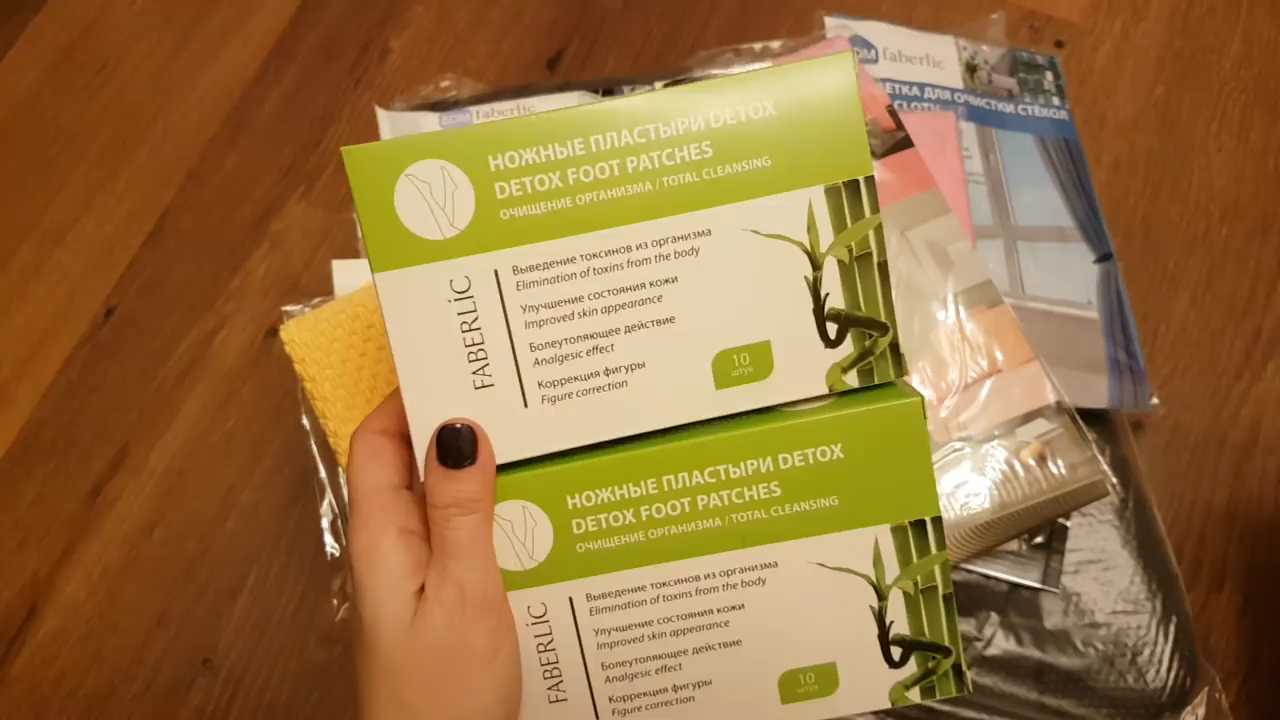 faberlic
DOM faberlic
ЕТКА ДЛЯ ОЧИСТКИ СТЁКОЛ
CLOTH
НОЖНЫЕ ПЛАСТЫРИ DETOX
DETOX FOOT PATCHES
ОЧИЩЕНИЕ ОРГАНИЗМА / TOTAL CLEANSING
FABERLIC
Выведение токсинов из организма
Elimination of toxins from the body
Улучшение состояния кожи
Improved skin appearance
Болеутоляющее действие
Analgesic effect
Коррекция фигуры
Figure correction
10
штук
НОЖНЫЕ ПЛАСТЫРИ DETOX
DETOX FOOT PATCHES
ОЧИЩЕНИЕ ОРГАНИЗМА / TOTAL CLEANSING
FABERLIC
Выведение токсинов из организма
Elimination of toxins from the body
Улучшение состояния кожи
Improved skin appearance
Болеутоляющее действие
Analgesic effect
Коррекция фигуры
Figure correction
10
штук